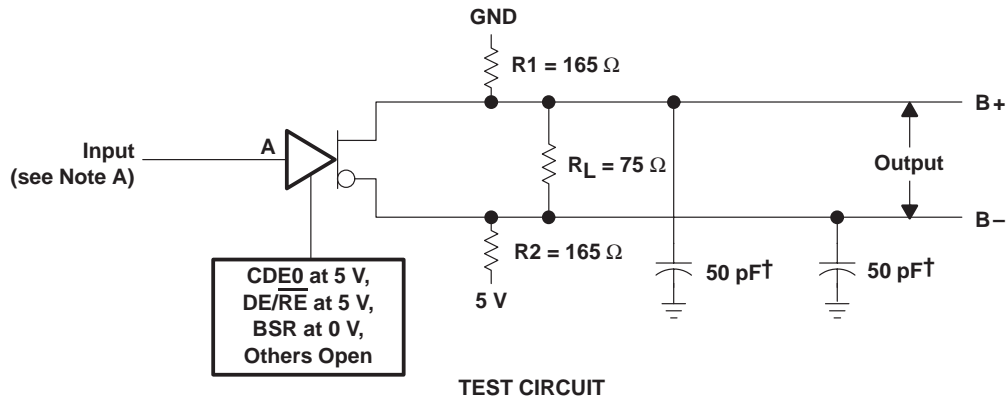 GND
R1 = 165 Ω
B+
A
Input
(see Note A)
RL = 75 Ω
Output
B–
R2 = 165 Ω
50 pF†
50 pF†
5 V
CDE0 at 5 V,
DE/R̅E̅ at 5 V,
BSR at 0 V,
Others Open
TEST CIRCUIT